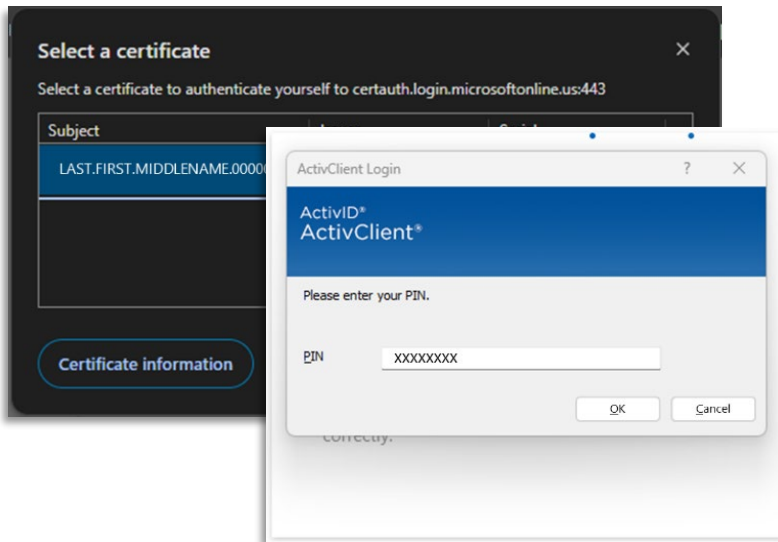 Select a certificate
Select a certificate to authenticate yourself to certauth.login.microsoftonline.us:443
Subject
LAST.FIRST.MIDDLENAME.0000
Certificate information
ActivClient Login
ActivID®
ActivClient®
Please enter your PIN.
PIN
XXXXXXXX
OK
Cancel
correctly.